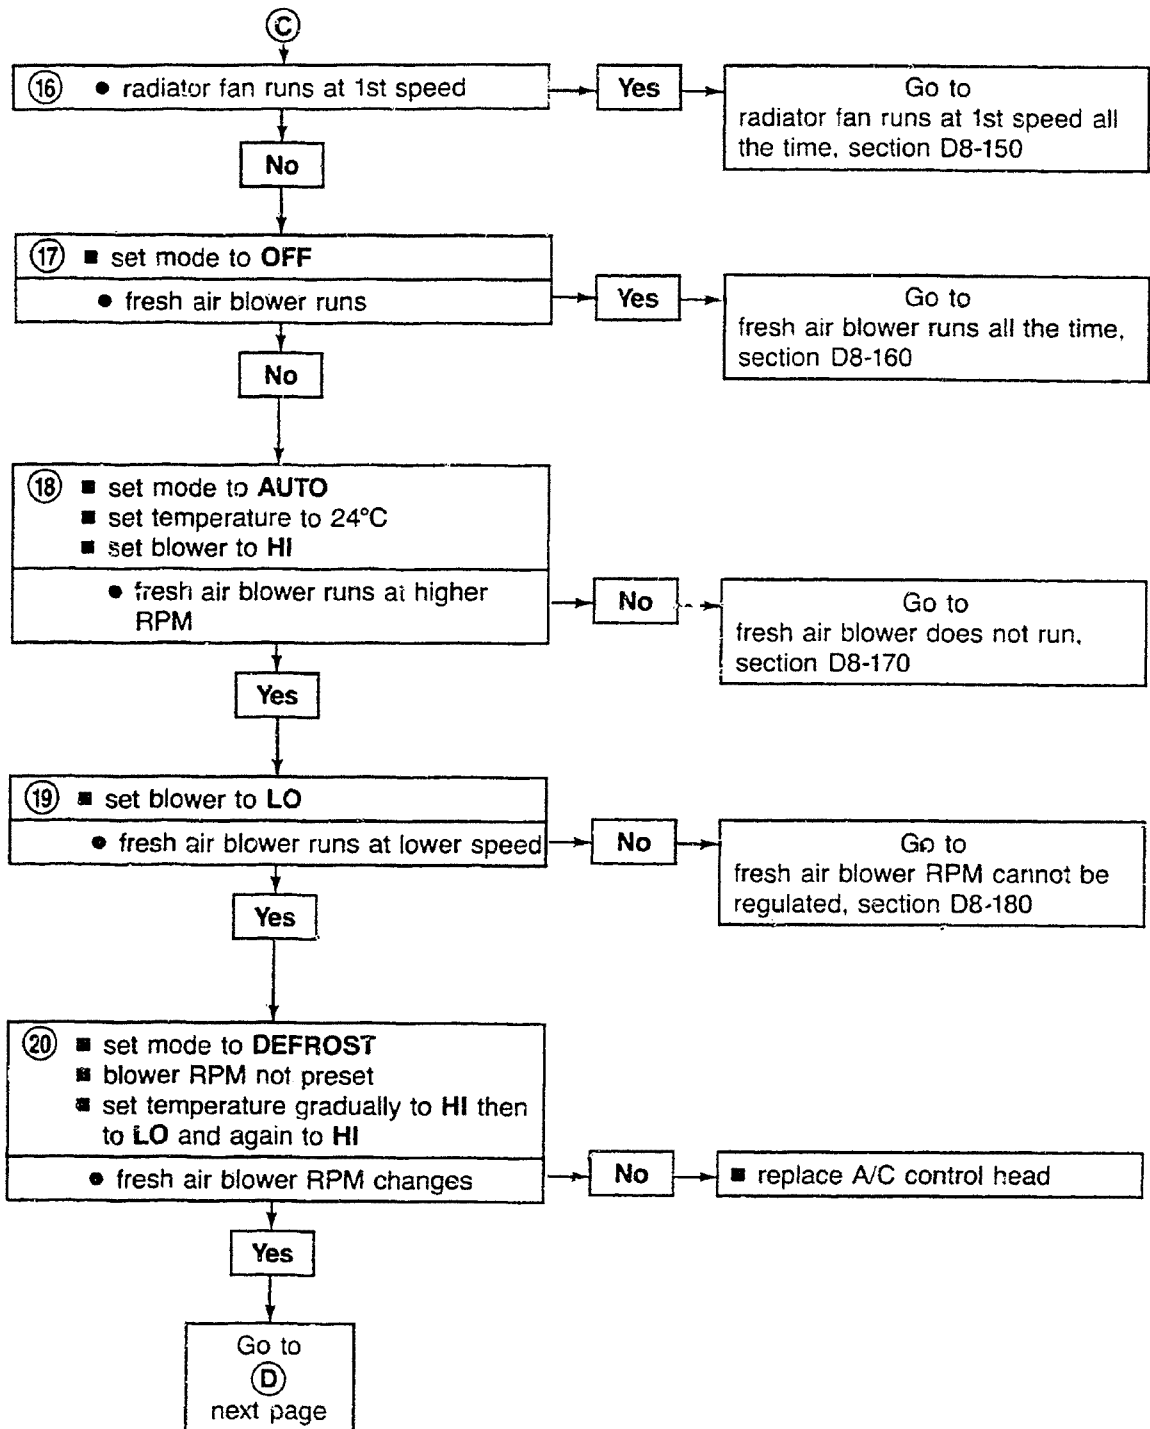 C
16 ● radiator fan runs at 1st speed
Yes
Go to
radiator fan runs at 1st speed all
the time, section D8-150
No
17 ■ set mode to OFF
● fresh air blower runs
Yes
Go to
fresh air blower runs all the time,
section D8-160
No
18 ■ set mode to AUTO
■ set temperature to 24°C
■ set blower to HI
● fresh air blower runs at higher
RPM
No
Go to
fresh air blower does not run,
section D8-170
Yes
19 ■ set blower to LO
● fresh air blower runs at lower speed
No
Go to
fresh air blower RPM cannot be
regulated, section D8-180
Yes
20 ■ set mode to DEFROST
■ blower RPM not preset
■ set temperature gradually to HI then
to LO and again to HI
● fresh air blower RPM changes
No
■ replace A/C control head
Yes
Go to
D
next page